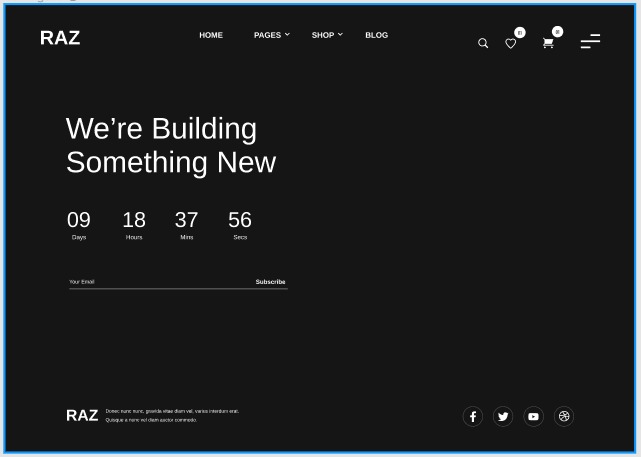 RAZ
HOME PAGES SHOP BLOG
We're Building
Something New
09 18 37 56
Days Hours Mins Secs
Your Email Subscribe
RAZ
Donec nunc nunc, gravida vitae diam vel, varius interdum erat.
Quisque a nunc vel diam auctor commodo.